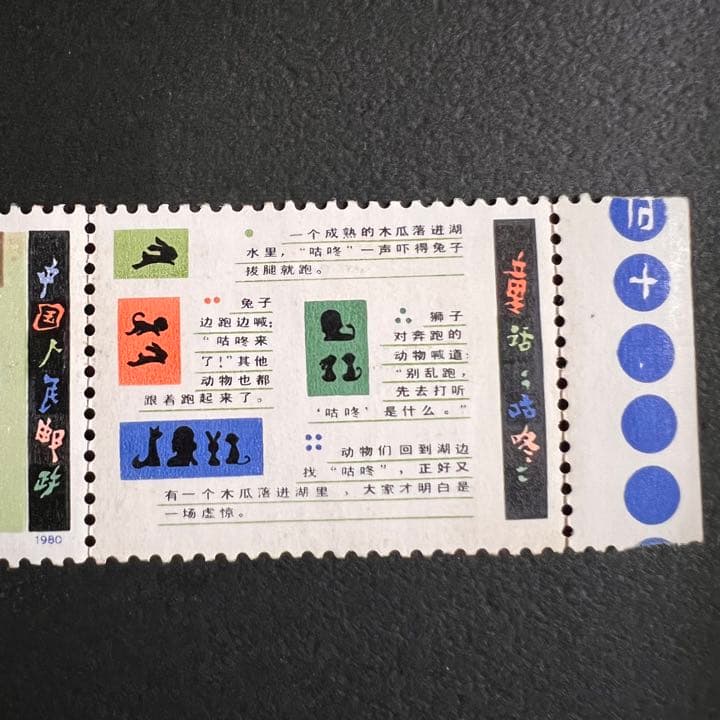 中国人民邮政
1980
一个成熟的木瓜落进湖
水里，“咕咚”一声吓得兔子
拔腿就跑。
兔子
边跑边喊：
“咕咚来
了！”其他
动物也都
跟着跑起来了。
狮子
对奔跑的
动物喊道：
“别乱跑，
先去打听
‘咕咚’是什么。”
动物们回到湖边
找“咕咚”，正好又
有一个木瓜落进湖里，大家才明白是
一场虚惊。
童话：“咕咚”
十